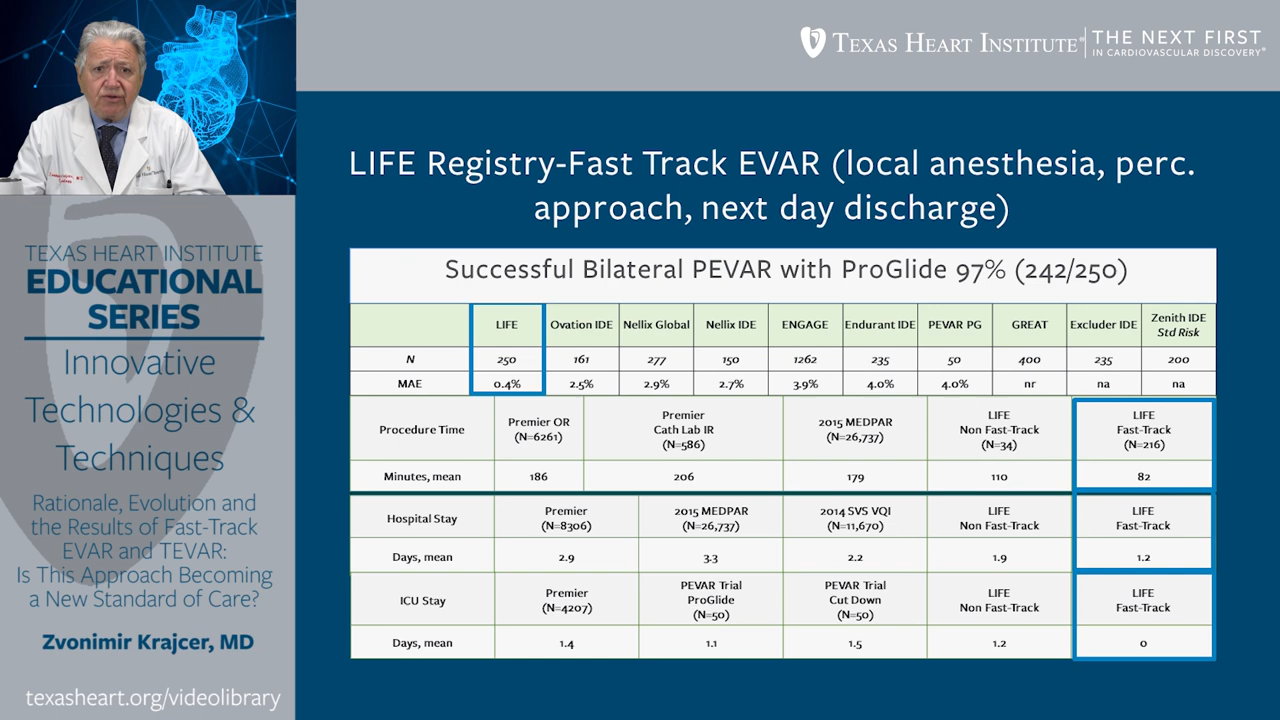 TEXAS HEART INSTITUTE® THE NEXT FIRST
IN CARDIOVASCULAR DISCOVERY®
TEXAS HEART INSTITUTE
EDUCATIONAL
SERIES
Innovative
Technologies &
Techniques
Rationale, Evolution and
the Results of Fast-Track
EVAR and TEVAR:
Is This Approach Becoming
a New Standard of Care?
Zvonimir Krajcer, MD
texasheart.org/videolibrary
LIFE Registry-Fast Track EVAR (local anesthesia, perc.
approach, next day discharge)
Successful Bilateral PEVAR with ProGlide 97% (242/250)
LIFE Ovation IDE Nellix Global Nellix IDE ENGAGE Endurant IDE PEVAR PG GREAT Excluder IDE Zenith IDE Std Risk
N 250 161 277 150 1262 235 50 400 235 200
MAE 0.4% 2.5% 2.9% 2.7% 3.9% 4.0% 4.0% nr na na
Procedure Time Premier OR (N=6261) Premier Cath Lab IR (N=586) 2015 MEDPAR (N=26,737) LIFE Non Fast-Track (N=34) LIFE Fast-Track (N=216)
Minutes, mean 186 206 179 110 82
Hospital Stay Premier (N=8306) 2015 MEDPAR (N=26,737) 2014 SVS VQI (N=11,670) LIFE Non Fast-Track LIFE Fast-Track
Days, mean 2.9 3.3 2.2 1.9 1.2
ICU Stay Premier (N=4207) PEVAR Trial ProGlide (N=50) PEVAR Trial Cut Down (N=50) LIFE Non Fast-Track LIFE Fast-Track
Days, mean 1.4 1.1 1.5 1.2 0